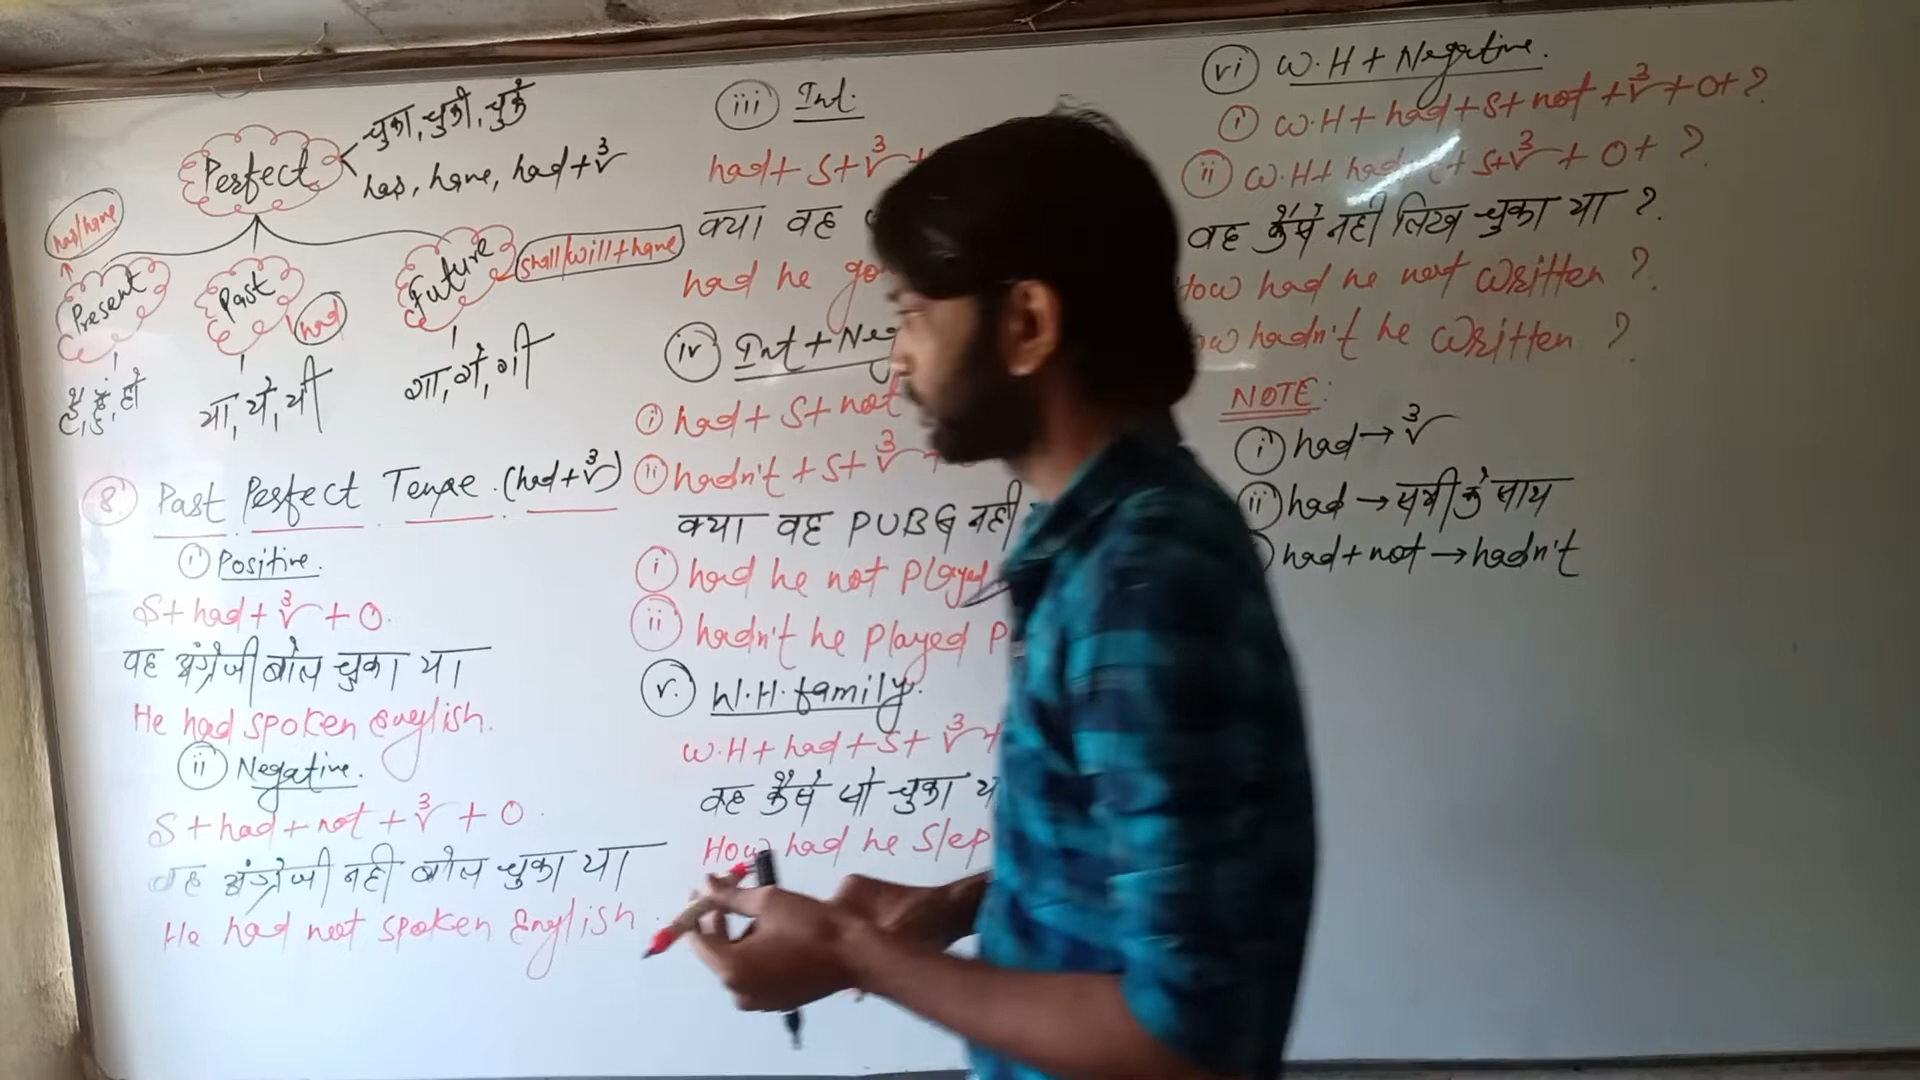 चुका, चुकी, चुके
Perfect
has, have, had + V³
has/have
Present
Past
had
Future
shall/will + have
है, हैं, हो
था, थे, थी
गा, गे, गी
8. Past Perfect Tense. (had + V³)
(i) Positive.
S + had + V³ + O.
वह अंग्रेजी बोल चुका था
He had spoken English.
(ii) Negative.
S + had + not + V³ + O.
वह अंग्रेजी नही बोल चुका था
He had not spoken English.
(iii) Int.
had + S + V³ +
क्या वह
had he
(iv) Int + Neg
(i) had + S + not
(ii) hadn't + S + V³ +
क्या वह PUBG नही
(i) had he not played
(ii) hadn't he played P
(v.) W.H. family.
W.H + had + S + V³ +
वह कैसे सो चुका थ
How had he slep
(vi) W.H + Negative.
(i) W.H + had + S + not + V³ + O + ?
(ii) W.H + had + S + V³ + O + ?
वह कैसे नही लिख चुका था ?
How had he not written ?
ow hadn't he written ?
NOTE:
(i) had → V³
(ii) had → सभी के साथ
had + not → hadn't